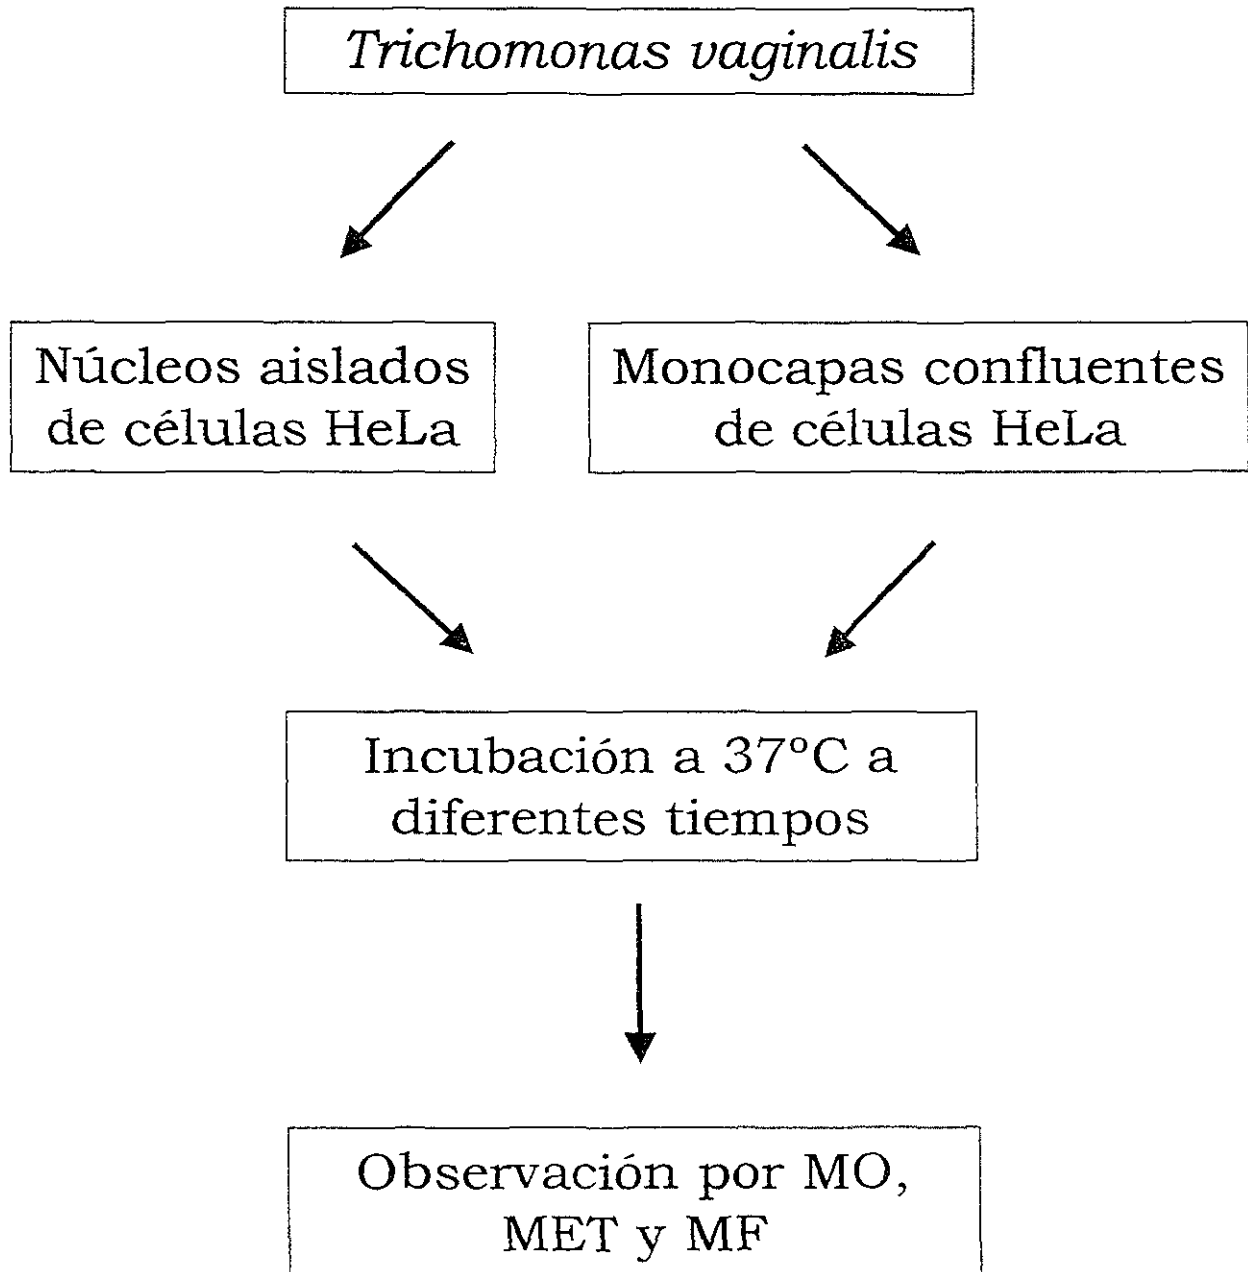 Trichomonas vaginalis
Núcleos aislados
de células HeLa
Monocapas confluentes
de células HeLa
Incubación a 37ºC a
diferentes tiempos
Observación por MO,
MET y MF